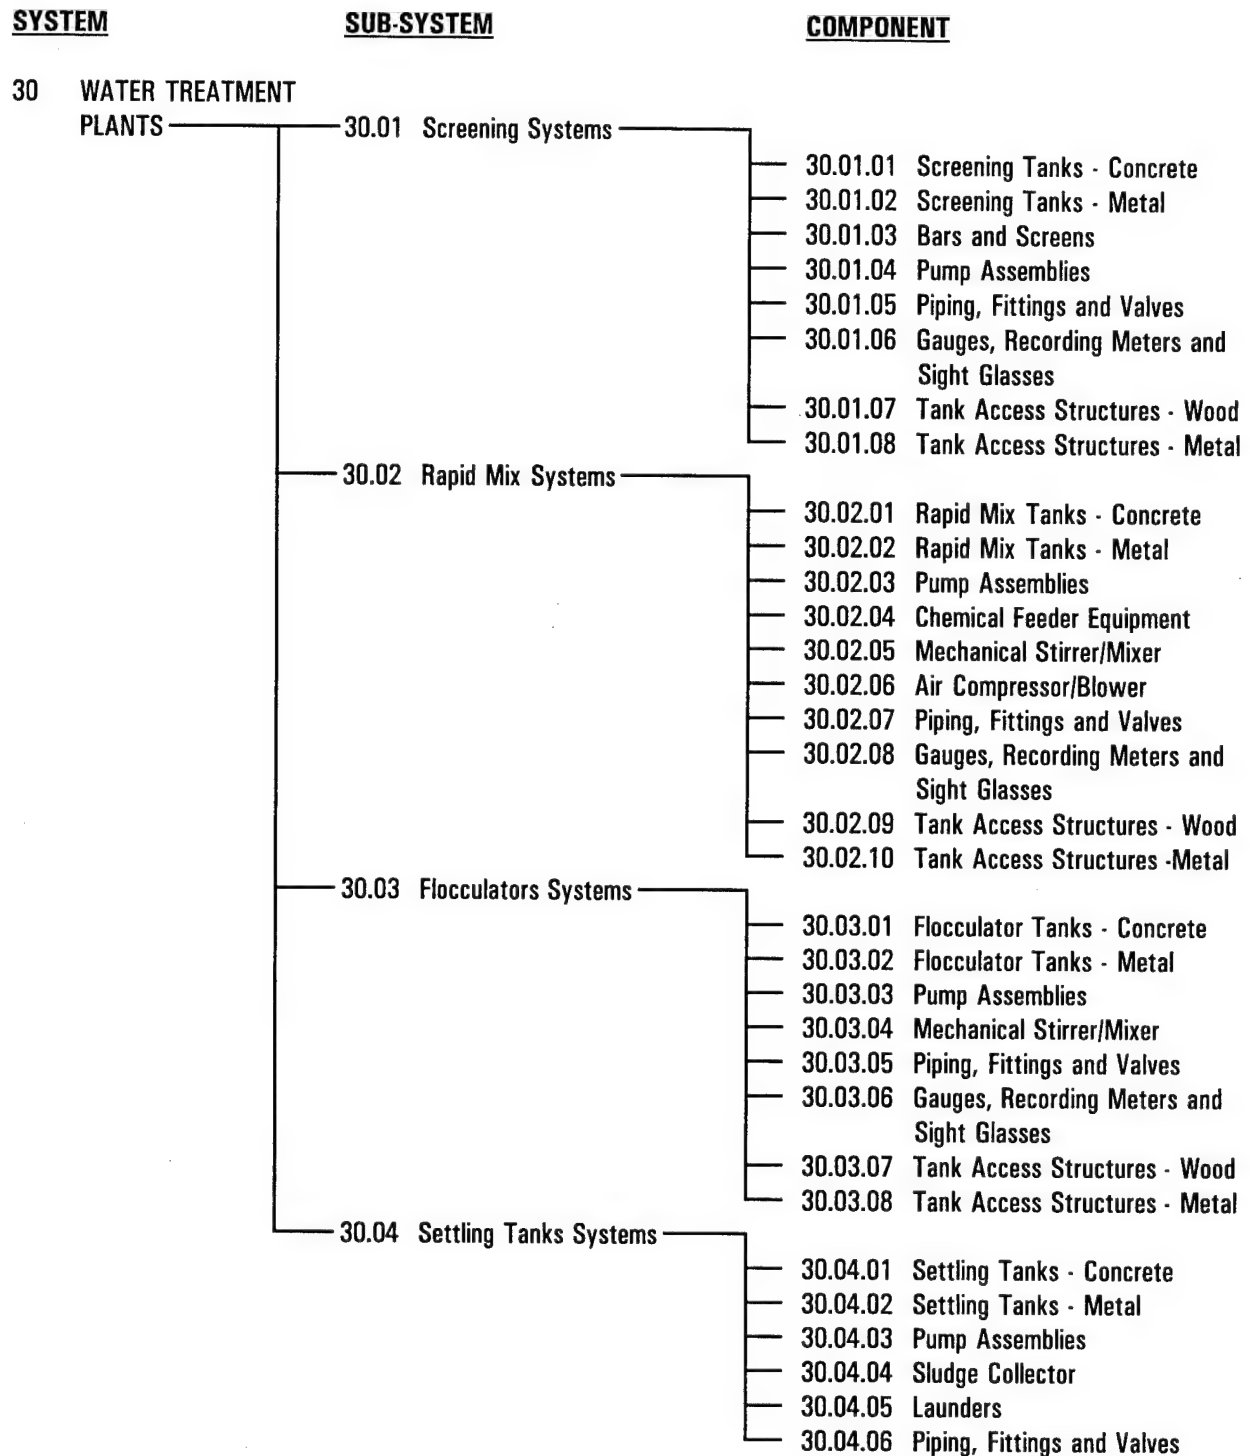 SYSTEM SUB-SYSTEM COMPONENT
30 WATER TREATMENT
PLANTS 30.01 Screening Systems
30.01.01 Screening Tanks - Concrete
30.01.02 Screening Tanks - Metal
30.01.03 Bars and Screens
30.01.04 Pump Assemblies
30.01.05 Piping, Fittings and Valves
30.01.06 Gauges, Recording Meters and
Sight Glasses
30.01.07 Tank Access Structures - Wood
30.01.08 Tank Access Structures - Metal
30.02 Rapid Mix Systems
30.02.01 Rapid Mix Tanks - Concrete
30.02.02 Rapid Mix Tanks - Metal
30.02.03 Pump Assemblies
30.02.04 Chemical Feeder Equipment
30.02.05 Mechanical Stirrer/Mixer
30.02.06 Air Compressor/Blower
30.02.07 Piping, Fittings and Valves
30.02.08 Gauges, Recording Meters and
Sight Glasses
30.02.09 Tank Access Structures - Wood
30.02.10 Tank Access Structures -Metal
30.03 Flocculators Systems
30.03.01 Flocculator Tanks - Concrete
30.03.02 Flocculator Tanks - Metal
30.03.03 Pump Assemblies
30.03.04 Mechanical Stirrer/Mixer
30.03.05 Piping, Fittings and Valves
30.03.06 Gauges, Recording Meters and
Sight Glasses
30.03.07 Tank Access Structures - Wood
30.03.08 Tank Access Structures - Metal
30.04 Settling Tanks Systems
30.04.01 Settling Tanks - Concrete
30.04.02 Settling Tanks - Metal
30.04.03 Pump Assemblies
30.04.04 Sludge Collector
30.04.05 Launders
30.04.06 Piping, Fittings and Valves